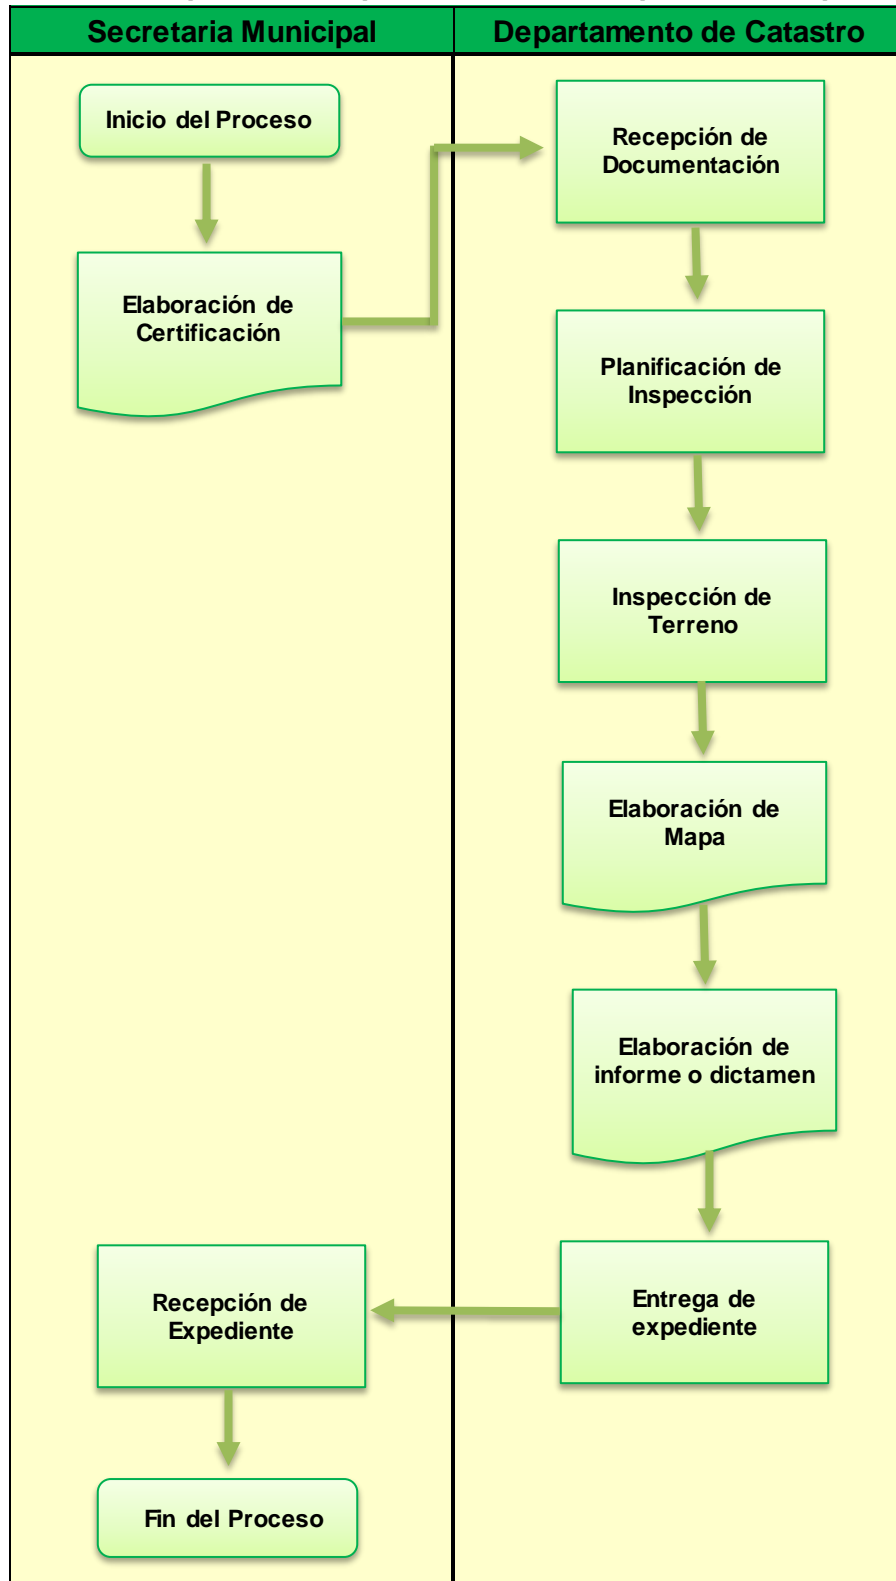 Secretaria Municipal
Departamento de Catastro
Inicio del Proceso
Elaboración de
Certificación
Recepción de
Documentación
Planificación de
Inspección
Inspección de
Terreno
Elaboración de
Mapa
Elaboración de
informe o dictamen
Entrega de
expediente
Recepción de
Expediente
Fin del Proceso